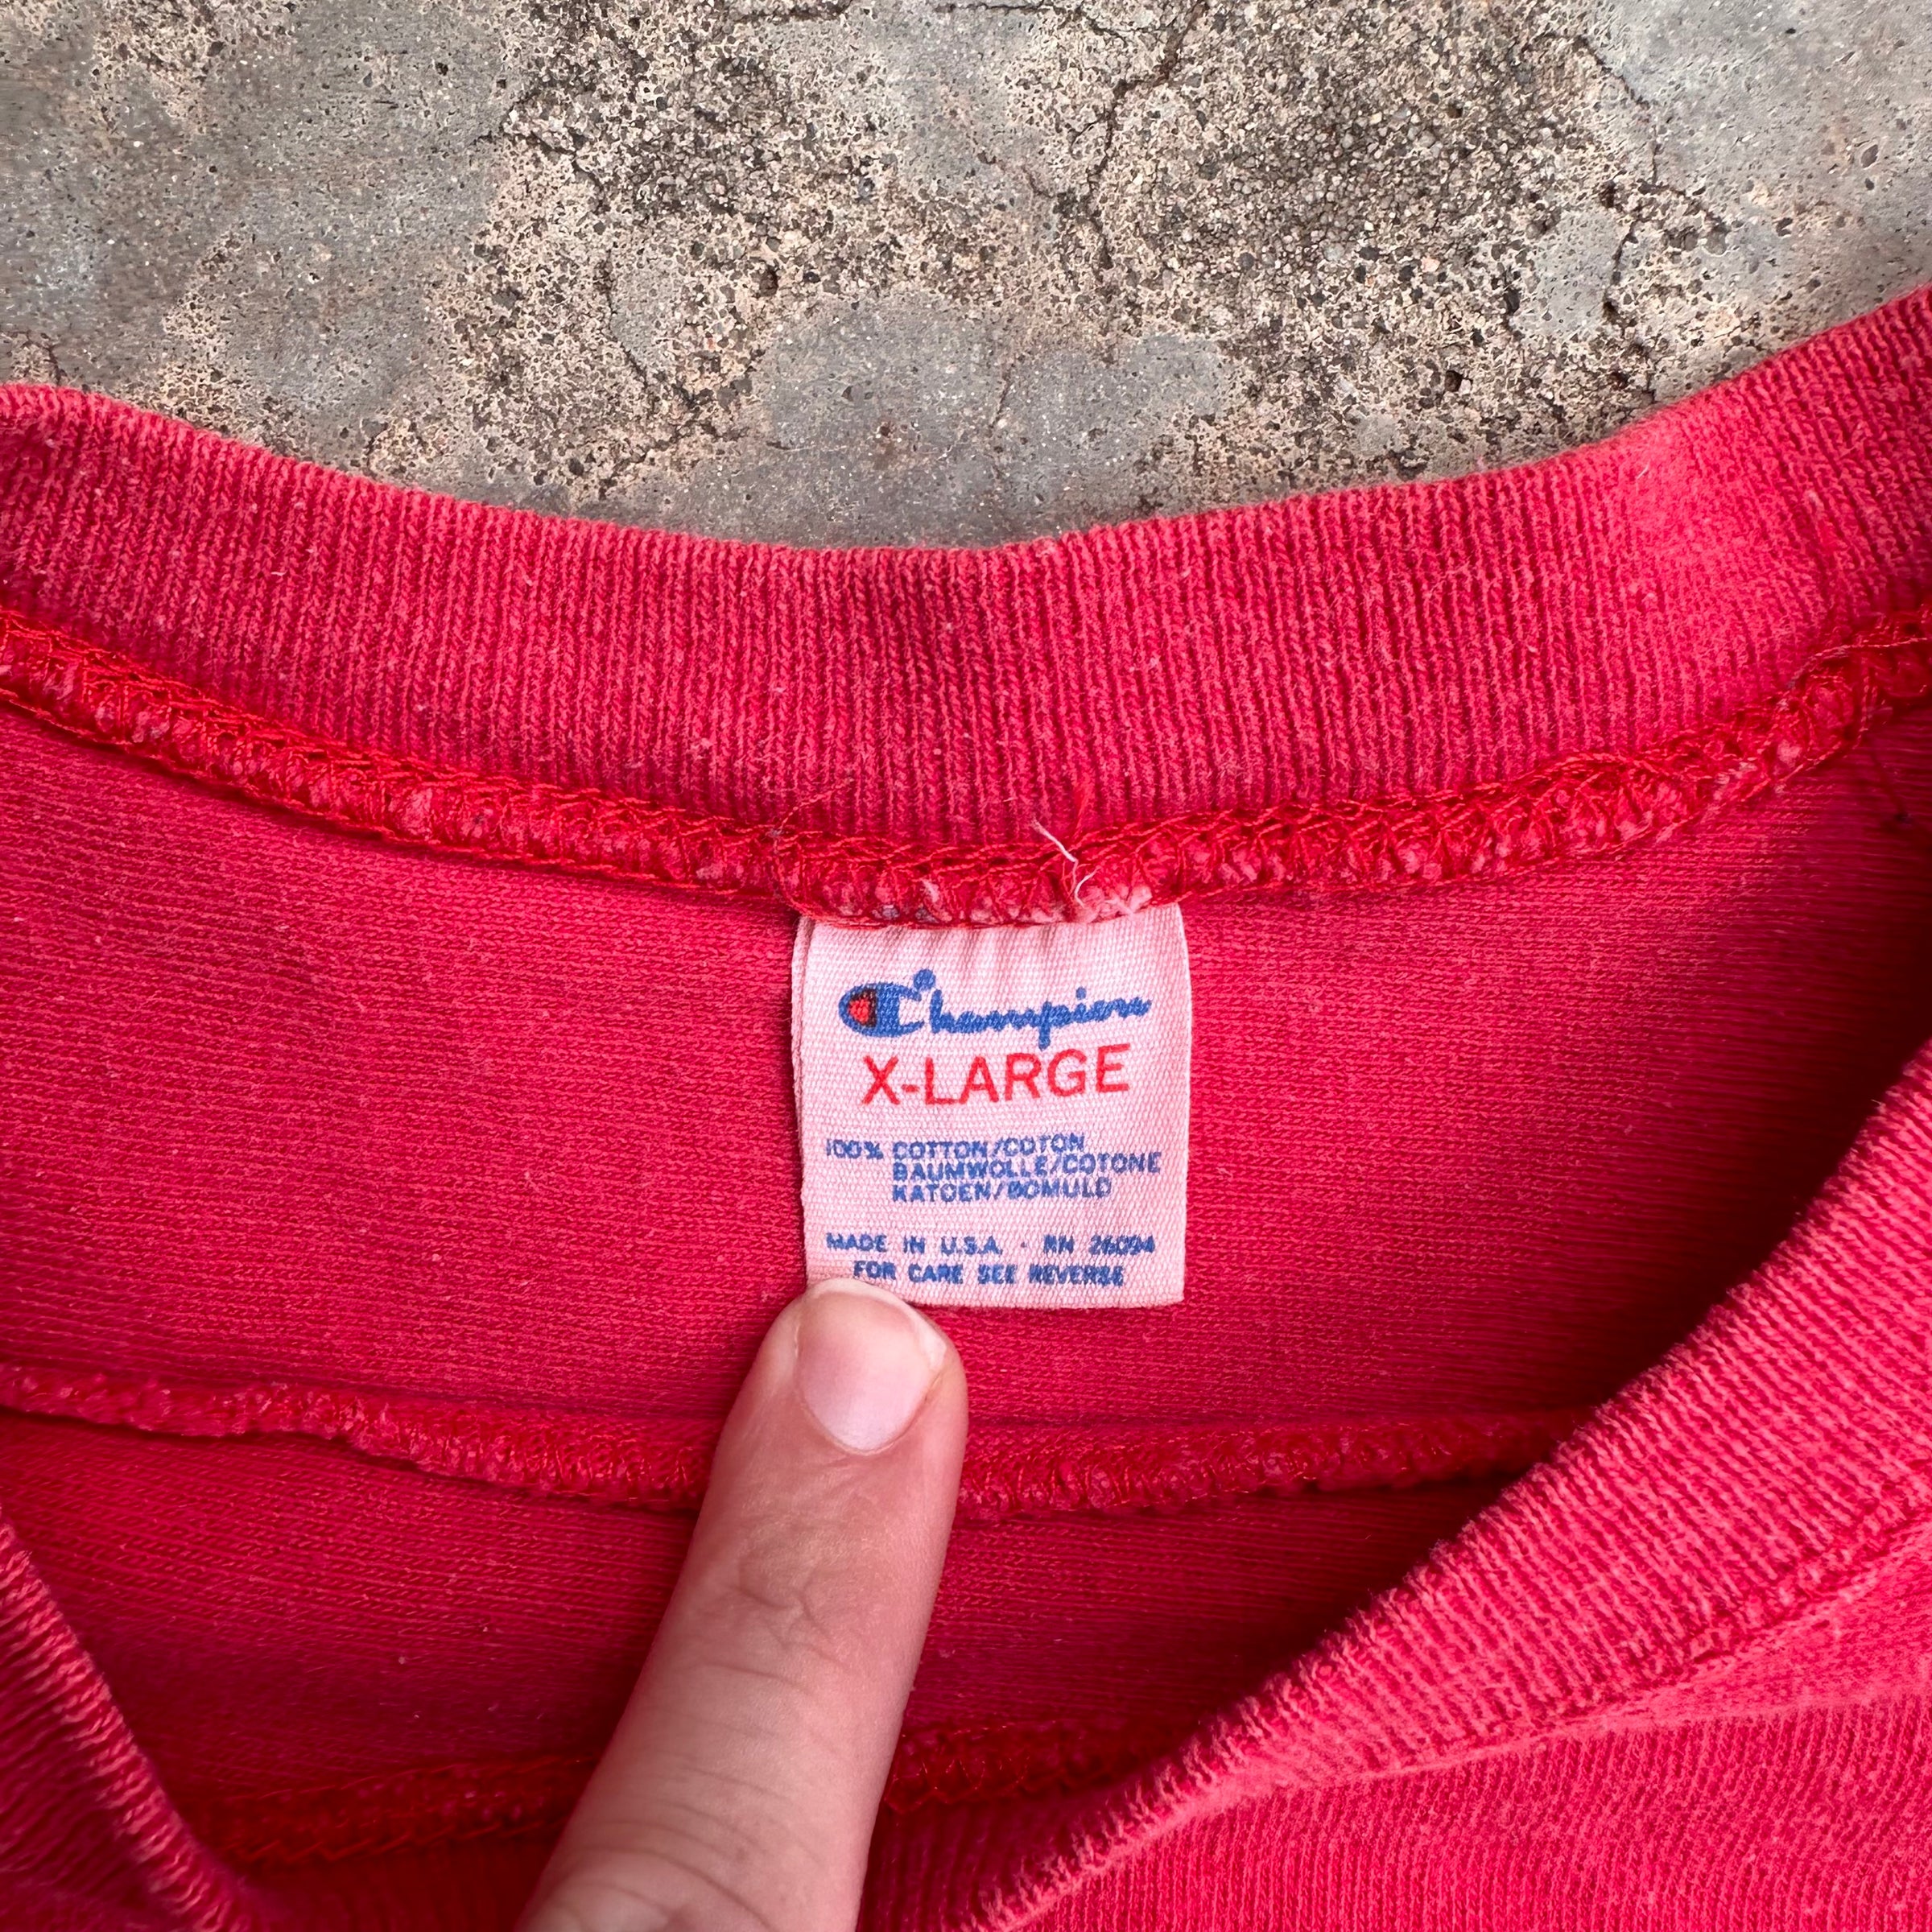 Champion
X-LARGE
100% COTTON/COTON
BAUMWOLLE/COTONE
KATOEN/BOMULD
MADE IN U.S.A. · RN 26094
FOR CARE SEE REVERSE